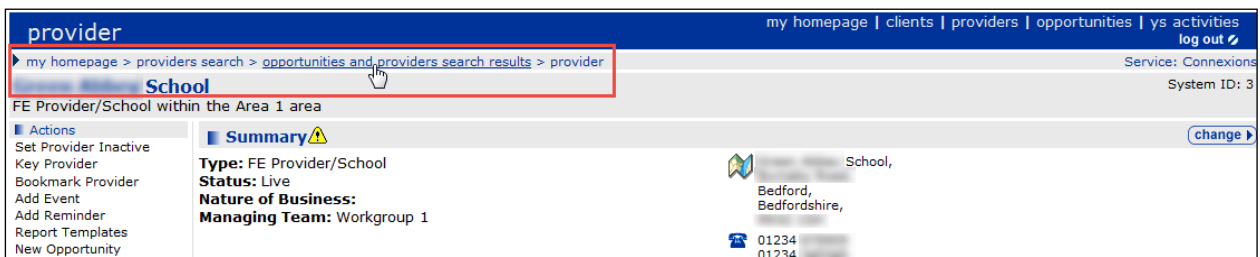 provider
my homepage | clients | providers | opportunities | ys activities
log out
my homepage > providers search > opportunities and providers search results > provider
Service: Connexions
School
System ID: 3
FE Provider/School within the Area 1 area
Actions
Set Provider Inactive
Key Provider
Bookmark Provider
Add Event
Add Reminder
Report Templates
New Opportunity
Summary
change
Type: FE Provider/School
Status: Live
Nature of Business:
Managing Team: Workgroup 1
School,
Bedford,
Bedfordshire,
01234
01234